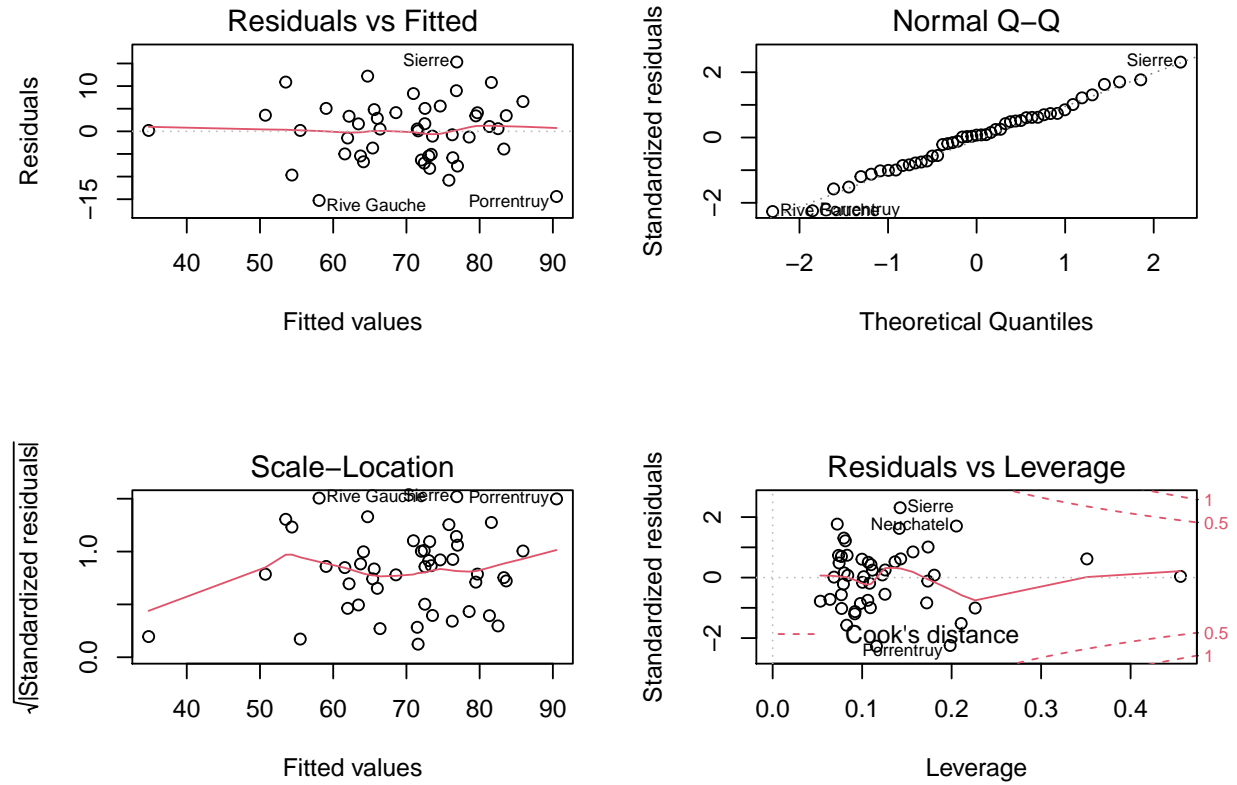 Residuals vs Fitted
Residuals
10
0
−15
Sierre
Rive Gauche
Porrentruy
40 50 60 70 80 90
Fitted values
Normal Q−Q
Standardized residuals
2
0
−2
Sierre
Rive Gauche
Porrentruy
−2 −1 0 1 2
Theoretical Quantiles
Scale−Location
√|Standardized residuals|
1.0
0.0
Rive Gauche
Sierre
Porrentruy
40 50 60 70 80 90
Fitted values
Residuals vs Leverage
Standardized residuals
2
0
−2
Sierre
Neuchatel
Cook's distance
Porrentruy
1
0.5
0.5
1
0.0 0.1 0.2 0.3 0.4
Leverage